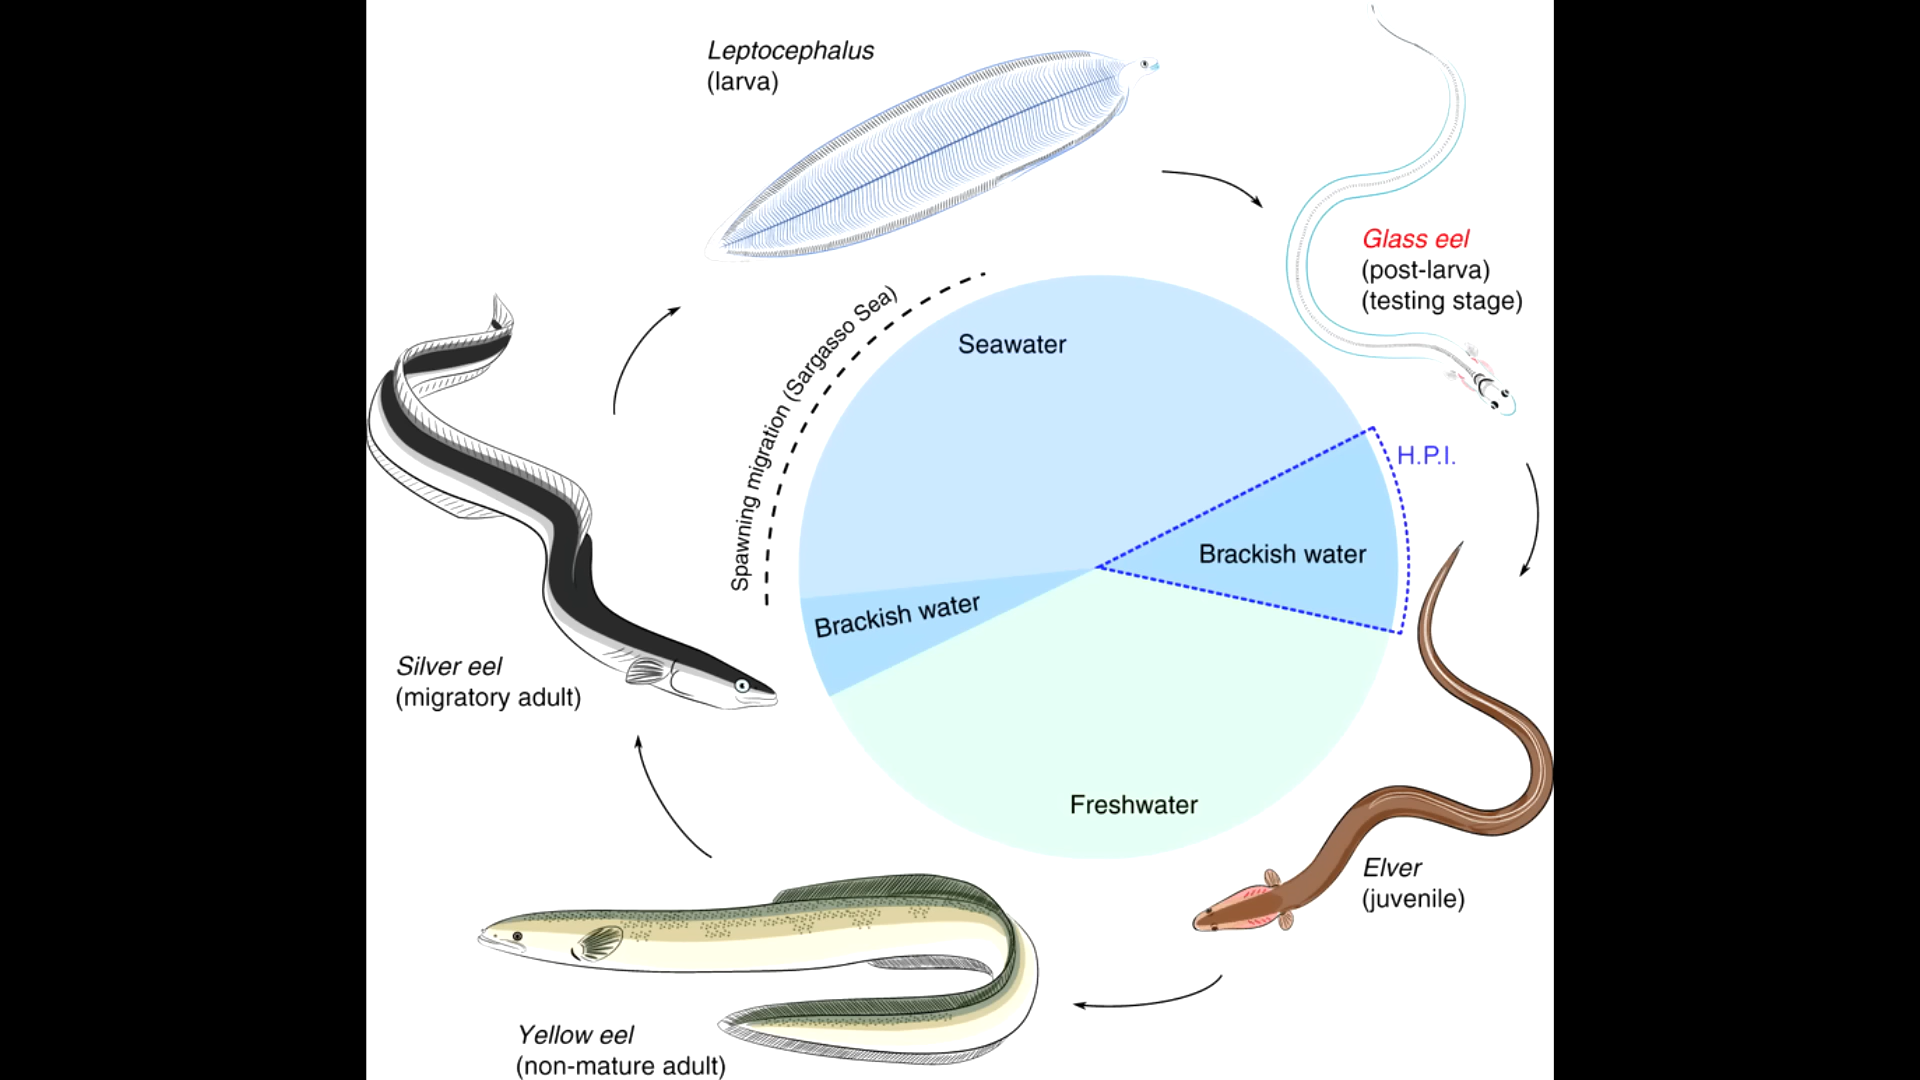 Leptocephalus
(larva)
Glass eel
(post-larva)
(testing stage)
Spawning migration (Sargasso Sea)
Seawater
H.P.I.
Brackish water
Brackish water
Silver eel
(migratory adult)
Freshwater
Elver
(juvenile)
Yellow eel
(non-mature adult)